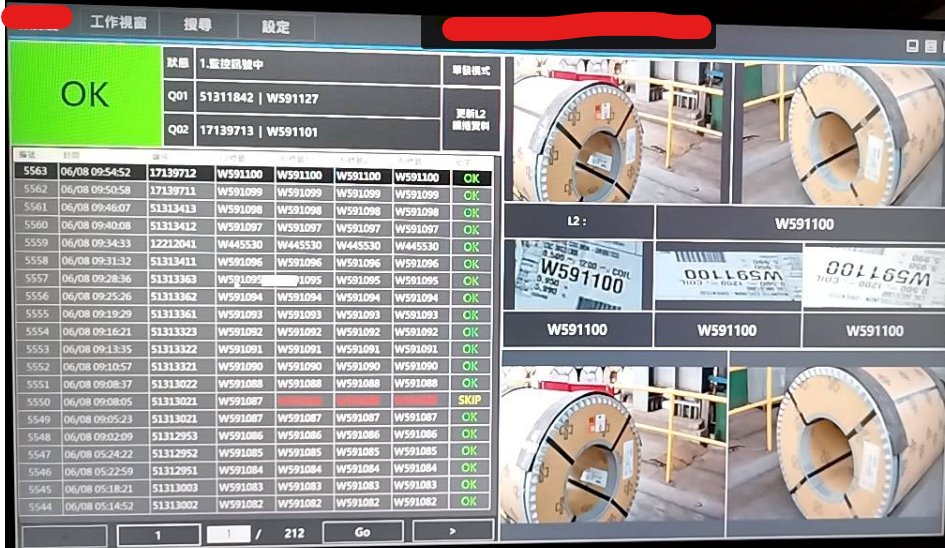 工作視窗 搜尋 設定
OK
狀態 1.監控訊號中 單發模式
Q01 51311842 | W591127
更新L2
鋼捲資料
Q02 17139713 | W591101
編號 時間
5563 06/08 09:54:52 17139712 W591100 W591100 W591100 W591100 OK
5562 06/08 09:50:58 17139711 W591099 W591099 W591099 W591099 OK
5561 06/08 09:46:07 51313413 W591098 W591098 W591098 W591098 OK
5560 06/08 09:40:08 51313412 W591097 W591097 W591097 W591097 OK
5559 06/08 09:34:33 12212041 W445530 W445530 W445530 W445530 OK
5558 06/08 09:31:32 51313411 W591096 W591096 W591096 W591096 OK
5557 06/08 09:28:36 51313363 W591095 W591095 W591095 OK
5556 06/08 09:25:26 51313362 W591094 W591094 W591094 W591094 OK
5555 06/08 09:19:29 51313361 W591093 W591093 W591093 W591093 OK
5554 06/08 09:16:21 51313323 W591092 W591092 W591092 W591092 OK
5553 06/08 09:13:35 51313322 W591091 W591091 W591091 W591091 OK
5552 06/08 09:10:57 51313321 W591090 W591090 W591090 W591090 OK
5551 06/08 09:08:37 51313022 W591088 W591088 W591088 W591088 OK
5550 06/08 09:08:05 51313021 W591087 SKIP
5549 06/08 09:05:23 51313021 W591087 W591087 W591087 W591087 OK
5548 06/08 09:02:09 51312953 W591086 W591086 W591086 W591086 OK
5547 06/08 05:24:22 51312952 W591085 W591085 W591085 W591085 OK
5546 06/08 05:22:59 51312951 W591084 W591084 W591084 W591084 OK
5545 06/08 05:18:21 51313003 W591083 W591083 W591083 W591083 OK
5544 06/08 05:14:52 51313002 W591082 W591082 W591082 W591082 OK
1 1 / 212 Go >
L2 : W591100
COIL
W591100
W591100
W591100
W591100 W591100 W591100